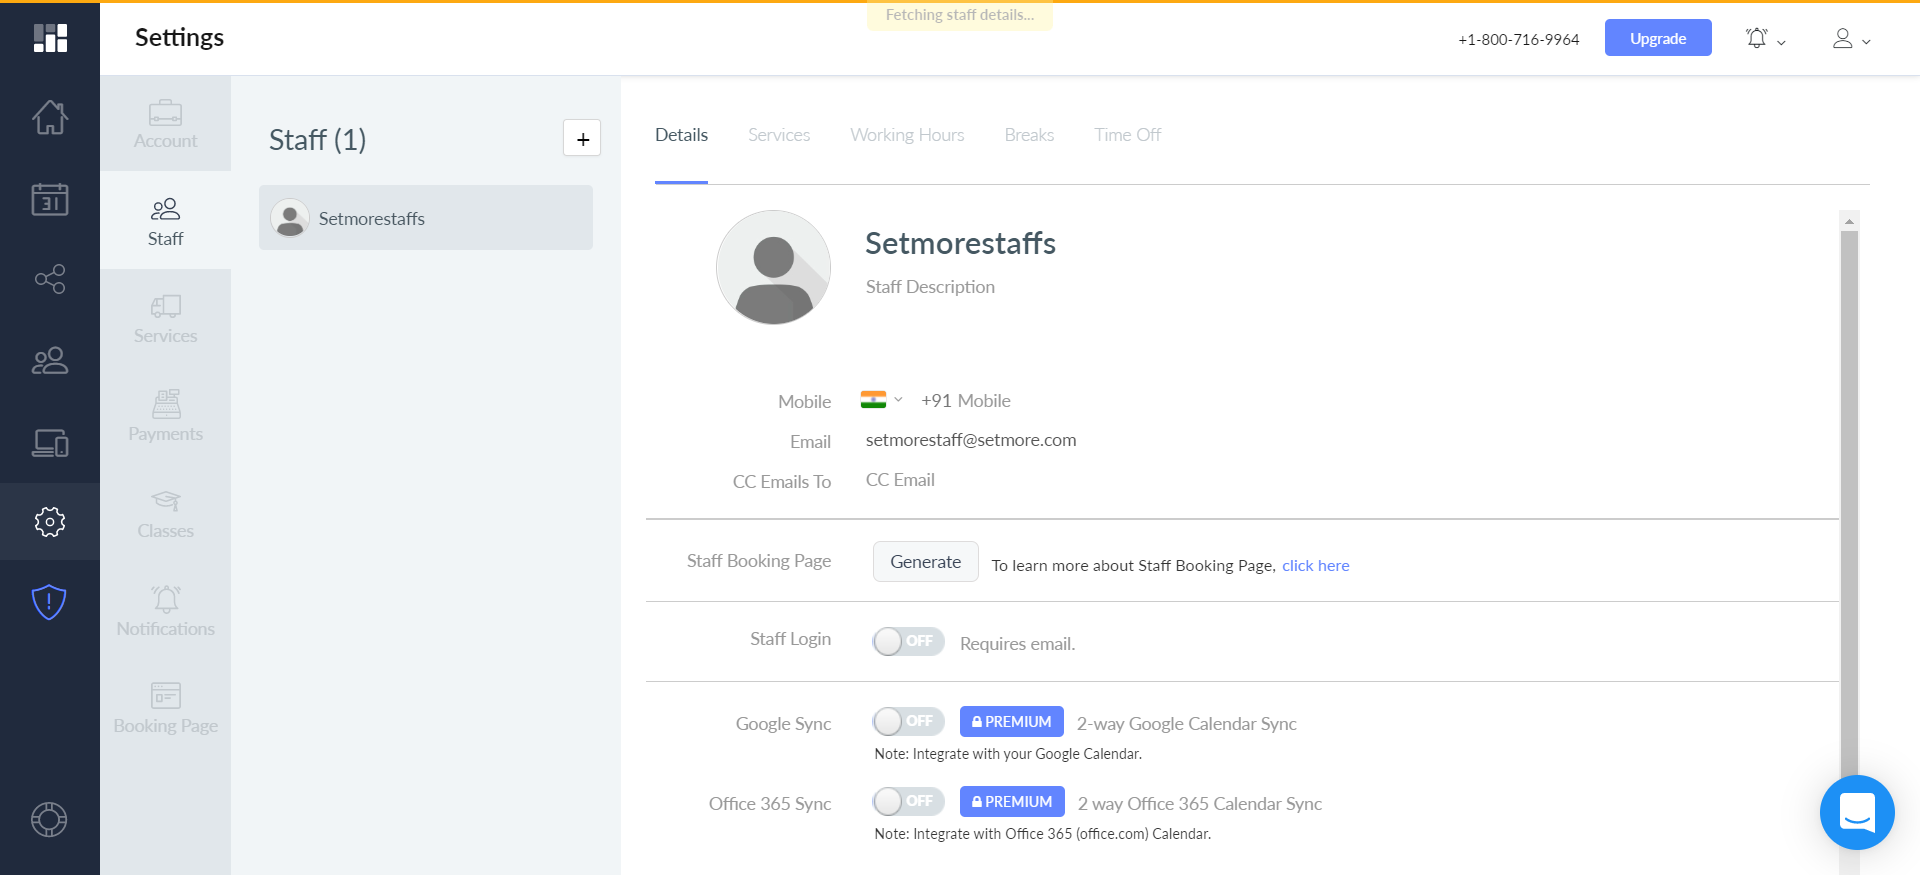 Fetching staff details...
Settings
+1-800-716-9964
Upgrade
31
Account
Staff
Services
Payments
Classes
Notifications
Booking Page
Staff (1)
+
Setmorestaffs
Details Services Working Hours Breaks Time Off
Setmorestaffs
Staff Description
Mobile +91 Mobile
Email setmorestaff@setmore.com
CC Emails To CC Email
Staff Booking Page Generate To learn more about Staff Booking Page, click here
Staff Login OFF Requires email.
Google Sync OFF PREMIUM 2-way Google Calendar Sync
Note: Integrate with your Google Calendar.
Office 365 Sync OFF PREMIUM 2 way Office 365 Calendar Sync
Note: Integrate with Office 365 (office.com) Calendar.